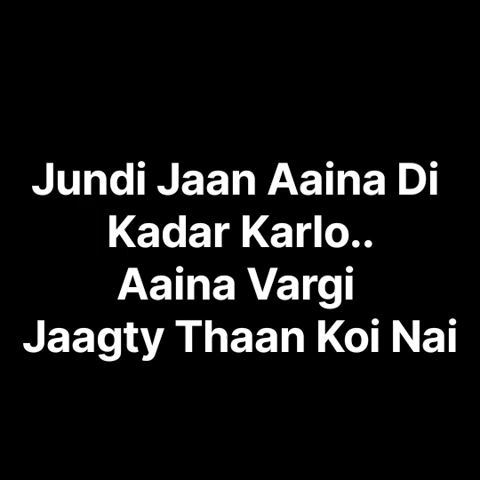 Jundi Jaan Aaina Di
Kadar Karlo..
Aaina Vargi
Jaagty Thaan Koi Nai